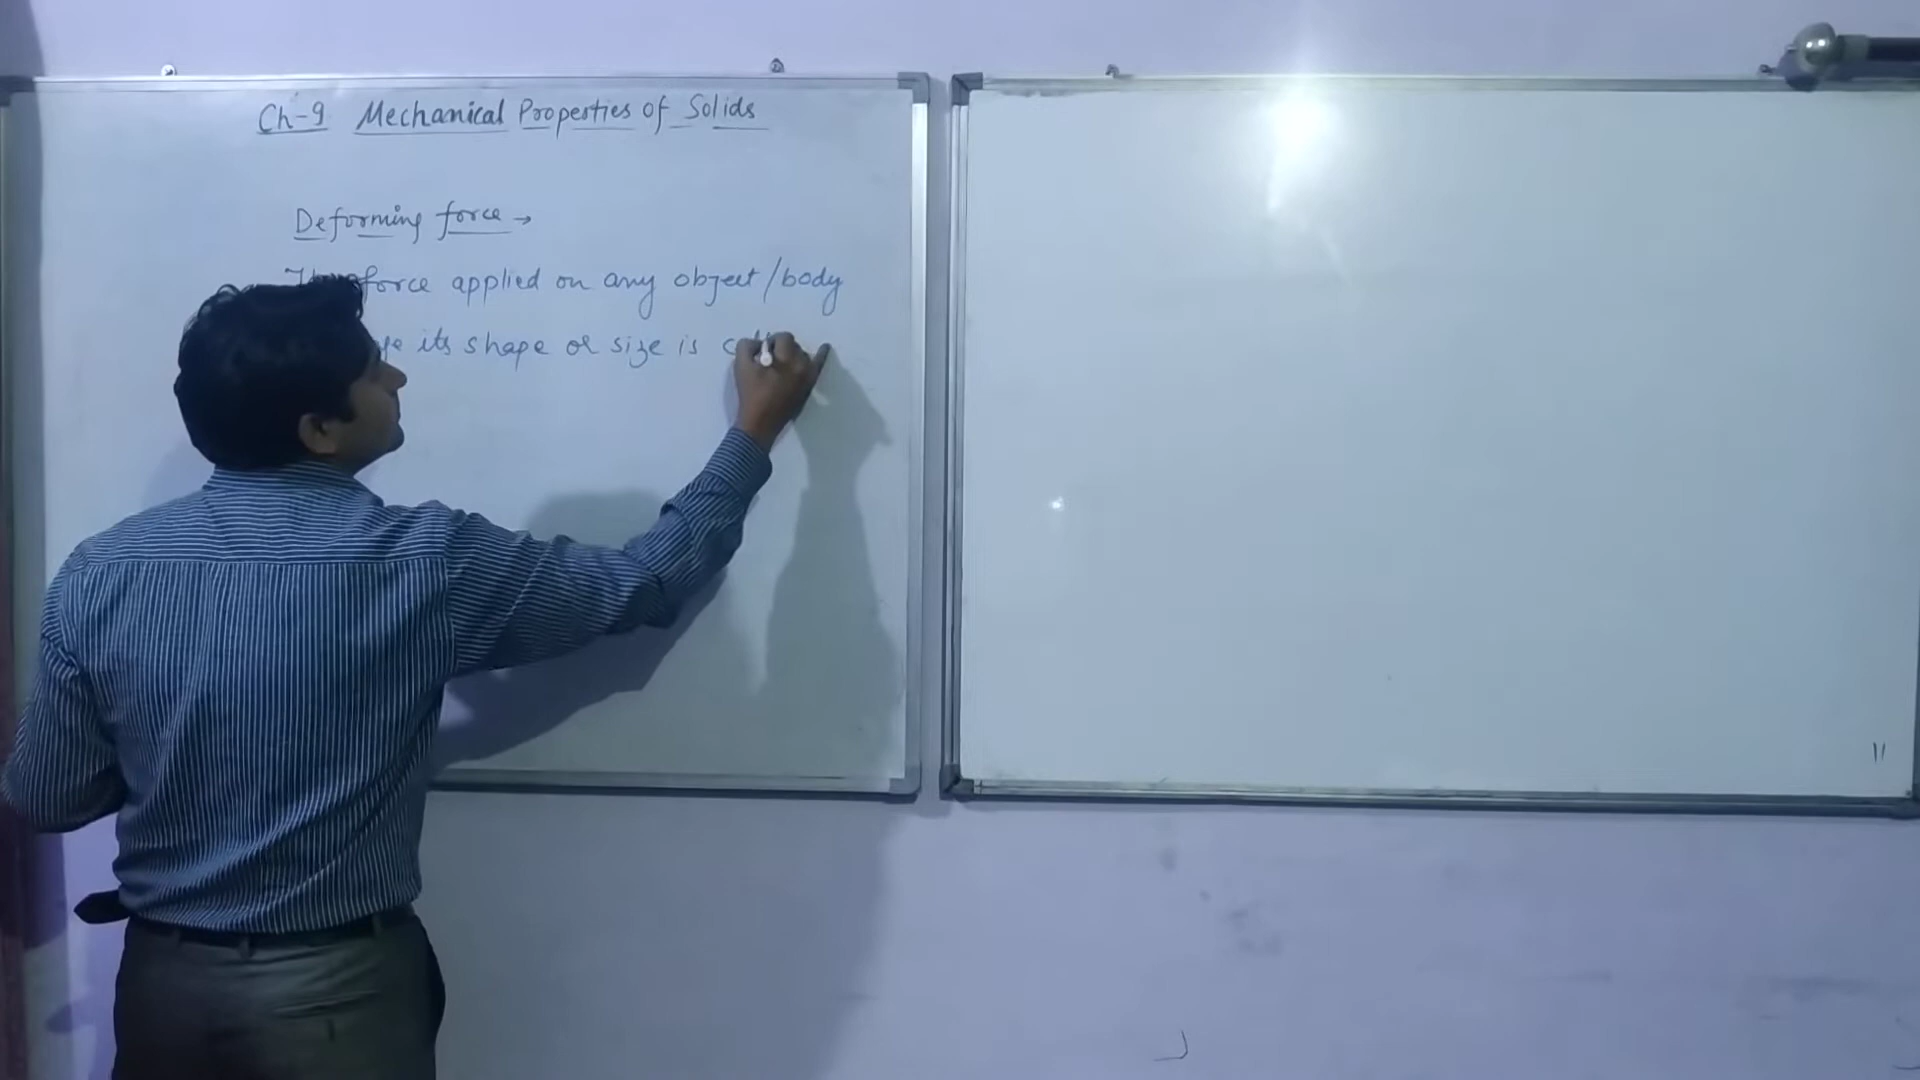 Ch-9 Mechanical Properties of Solids
Deforming force →
force applied on any object/body
its shape or size is